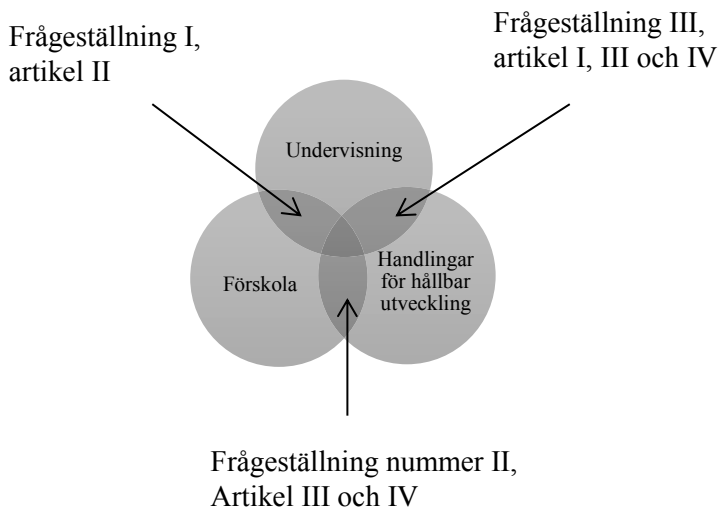 Frågeställning I,
artikel II
Frågeställning III,
artikel I, III och IV
Undervisning
Förskola
Handlingar
för hållbar
utveckling
Frågeställning nummer II,
Artikel III och IV